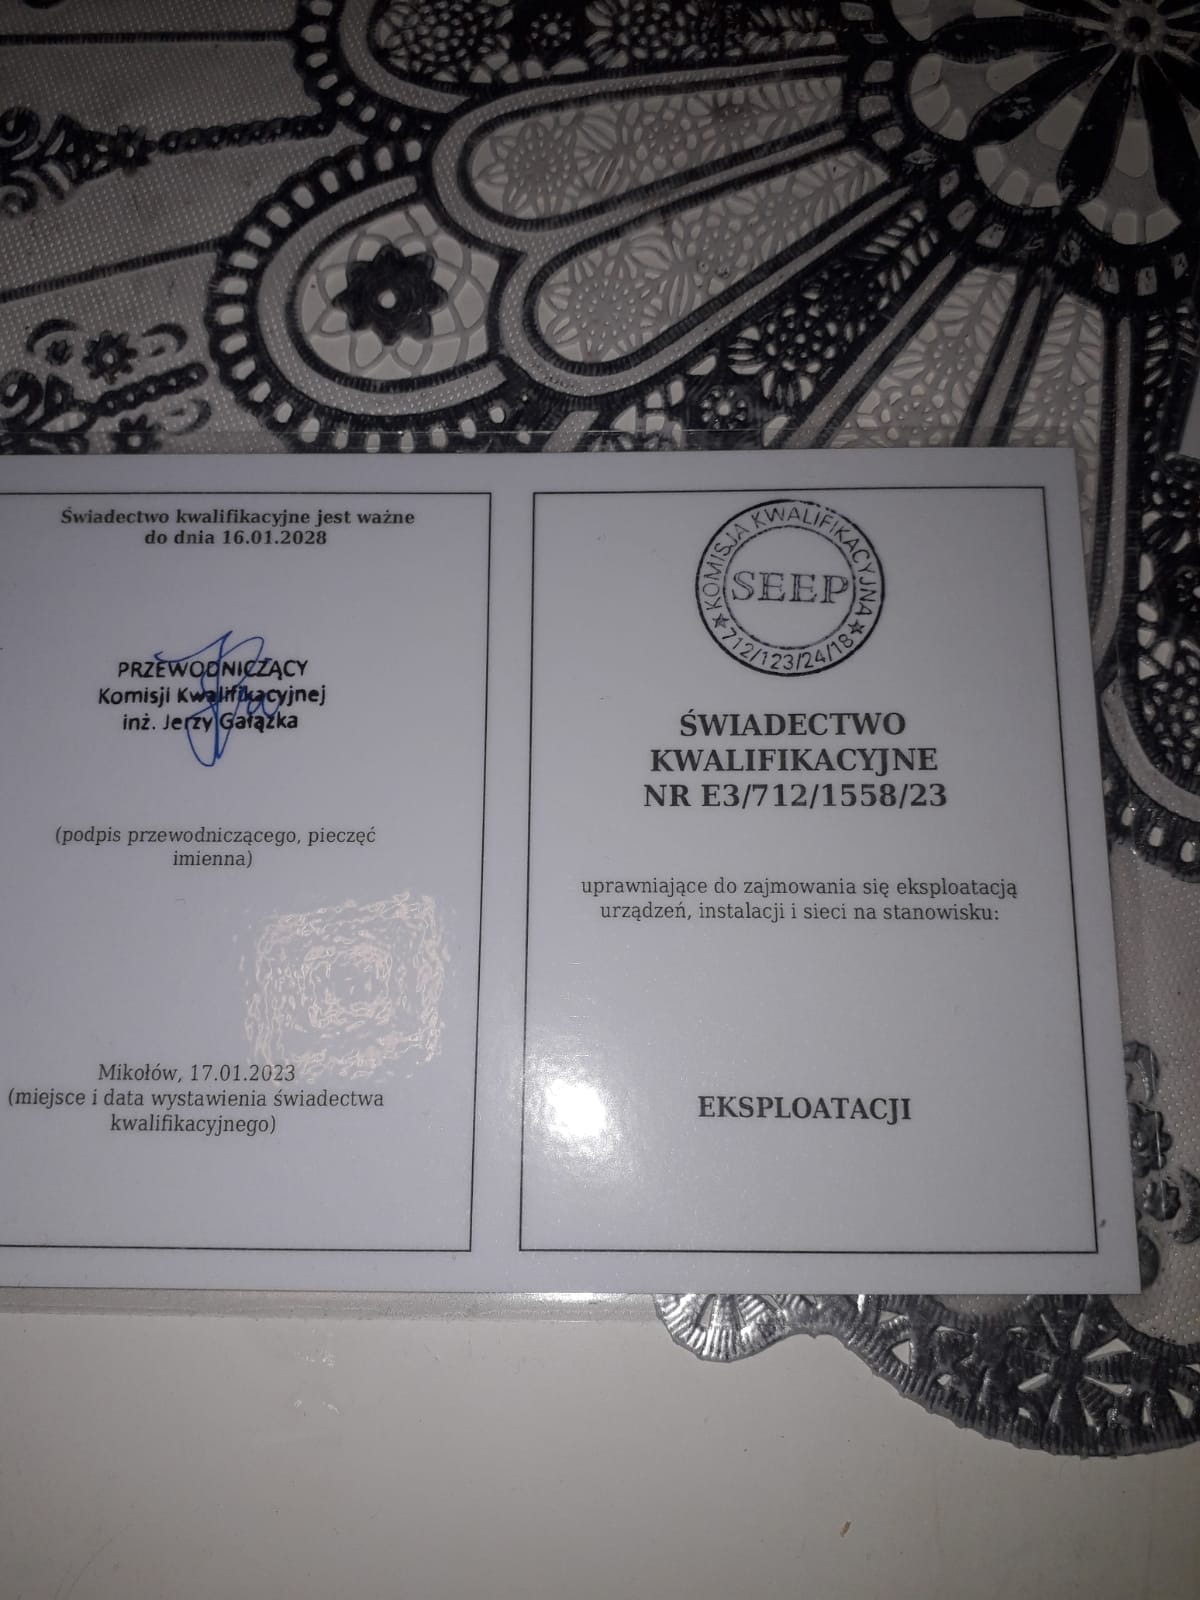 Świadectwo kwalifikacyjne jest ważne
do dnia 16.01.2028
PRZEWODNICZĄCY
Komisji Kwalifikacyjnej
inż. Jerzy Gałązka
(podpis przewodniczącego, pieczęć
imienna)
Mikołów, 17.01.2023
(miejsce i data wystawienia świadectwa
kwalifikacyjnego)
KOMISJA KWALIFIKACYJNA
SEEP
★ 712/123/24/18 ★
ŚWIADECTWO
KWALIFIKACYJNE
NR E3/712/1558/23
uprawniające do zajmowania się eksploatacją
urządzeń, instalacji i sieci na stanowisku:
EKSPLOATACJI